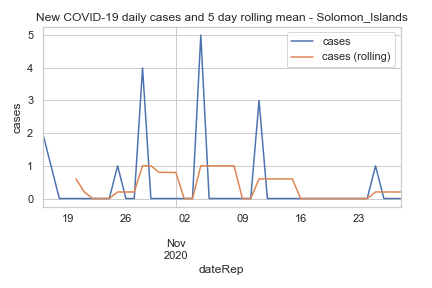 New COVID-19 daily cases and 5 day rolling mean - Solomon_Islands
cases
cases (rolling)
5
4
3
2
1
0
cases
19 26 02 09 16 23
Nov
2020
dateRep